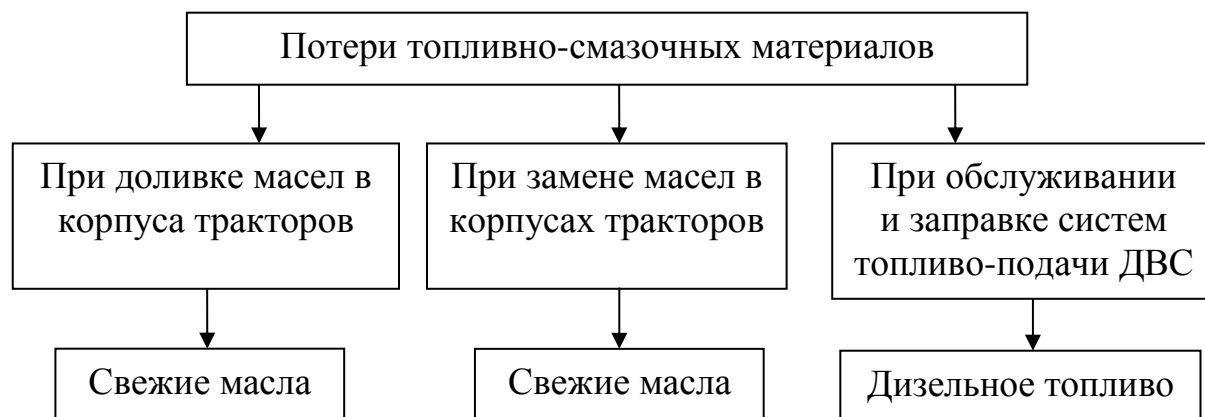 Потери топливно-смазочных материалов
При доливке масел в
корпуса тракторов
При замене масел в
корпусах тракторов
При обслуживании
и заправке систем
топливо-подачи ДВС
Свежие масла
Свежие масла
Дизельное топливо